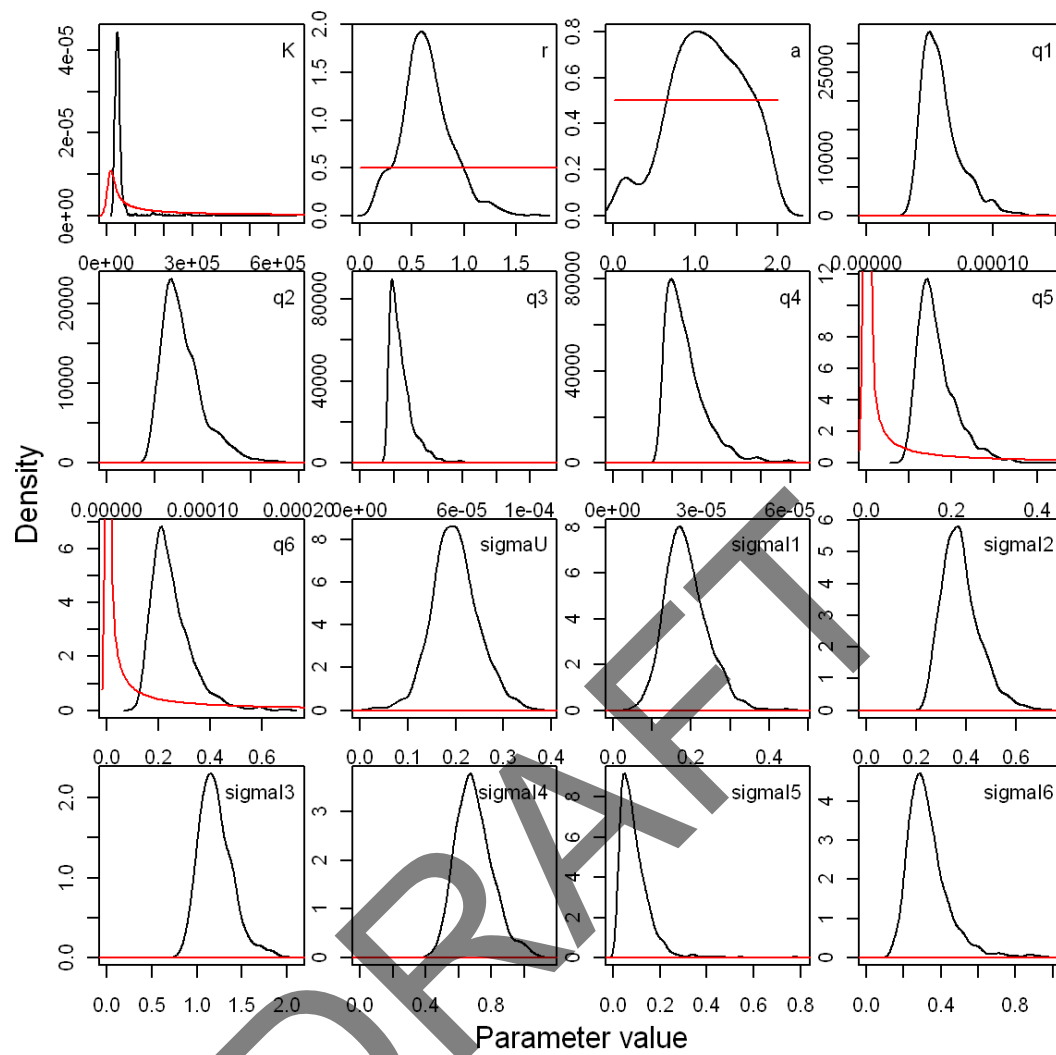 K r a q1
4e-05 2e-05 0e+00
2.0 1.5 1.0 0.5 0.0
0.8 0.6 0.4 0.2 0.0
25000 10000 0
0e+00 3e+05 6e+05 0.0 0.5 1.0 1.5 0.0 1.0 2.0 0.00000 0.00010
q2 q3 q4 q5
20000 10000 0
80000 40000 0
80000 40000 0
12 8 6 4 2 0
0.00000 0.00010 0.00020 0e+00 6e-05 1e-04 0e+00 3e-05 6e-05 0.0 0.2 0.4
Density
q6 sigmaU sigmaI1 sigmaI2
6 4 2 0
8 6 4 2 0
8 6 4 2 0
6 5 4 3 2 1 0
0.0 0.2 0.4 0.6 0.0 0.1 0.2 0.3 0.4 0.0 0.2 0.4 0.0 0.2 0.4 0.6
sigmaI3 sigmaI4 sigmaI5 sigmaI6
2.0 1.0 0.0
3 2 1 0
8 6 4 2 0
4 3 2 1 0
0.0 0.5 1.0 1.5 2.0 0.0 0.4 0.8 0.0 0.2 0.4 0.6 0.8 0.0 0.4 0.8
Parameter value
DRAFT